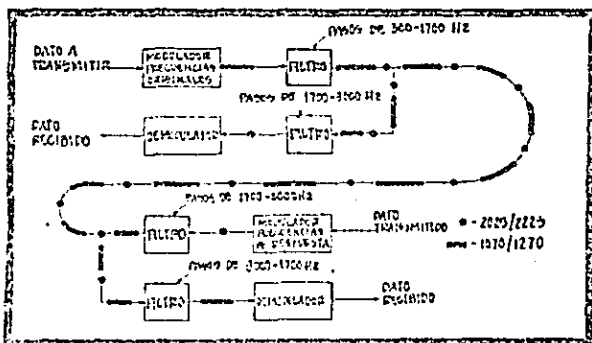 PASOS DE 300-1700 HZ
DATO A
TRANSMITIR
MODULADOR
FRECUENCIAS
ORIGINALES
FILTRO
PASOS DE 1700-3000 HZ
DATO
RECIBIDO
DEMODULADOR
FILTRO
PASOS DE 1700-3000 HZ
FILTRO
MODULADOR
FRECUENCIAS
DE RESPUESTA
DATO
TRANSMITIDO
- 2025/2225
- 1070/1270
PASOS DE 300-1700 HZ
FILTRO
DEMODULADOR
DATO
RECIBIDO